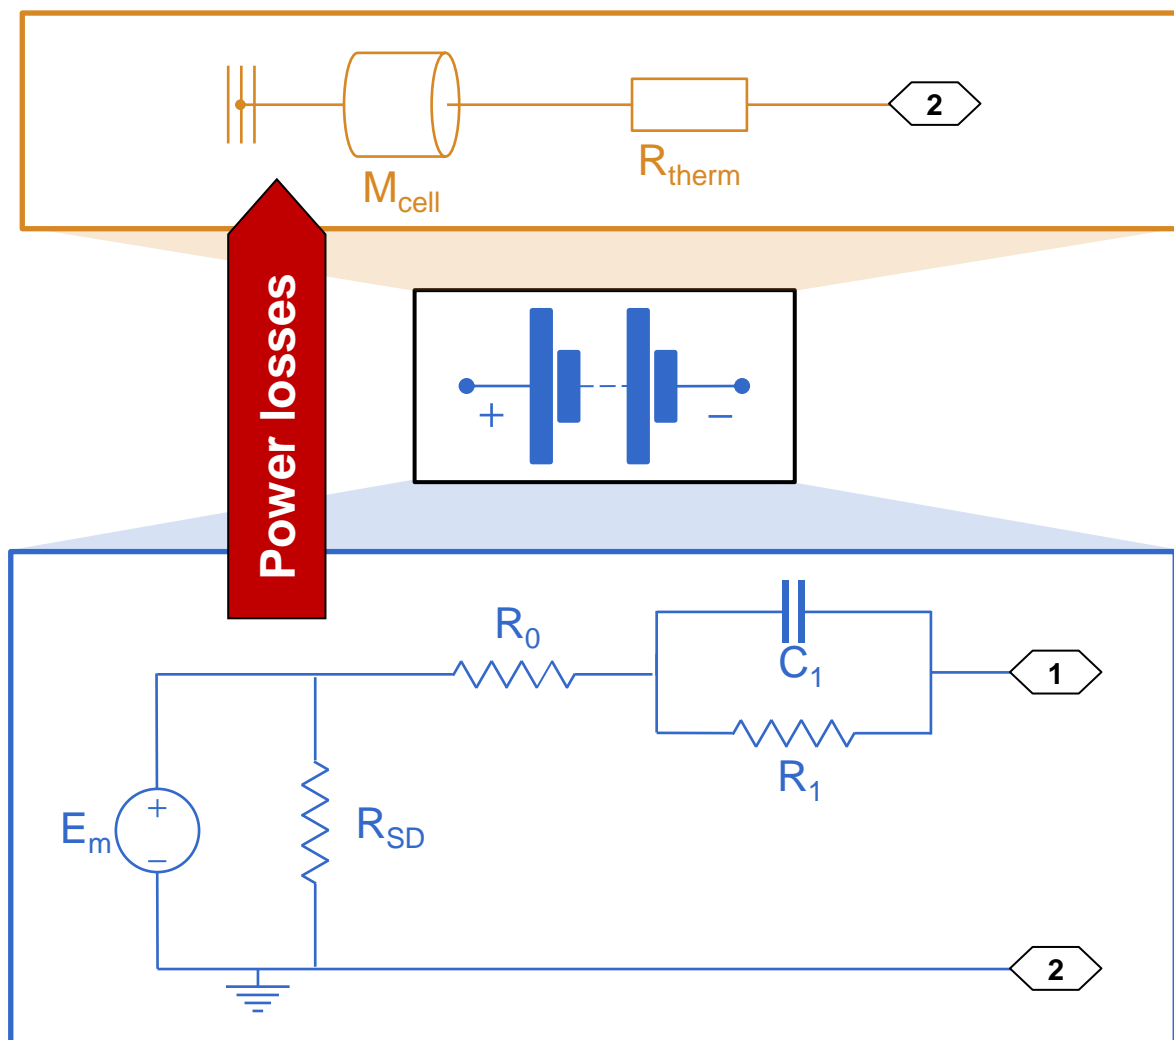 2
M_cell
R_therm
Power losses
+
−
R_0
C_1
1
R_1
+
E_m
−
R_SD
2